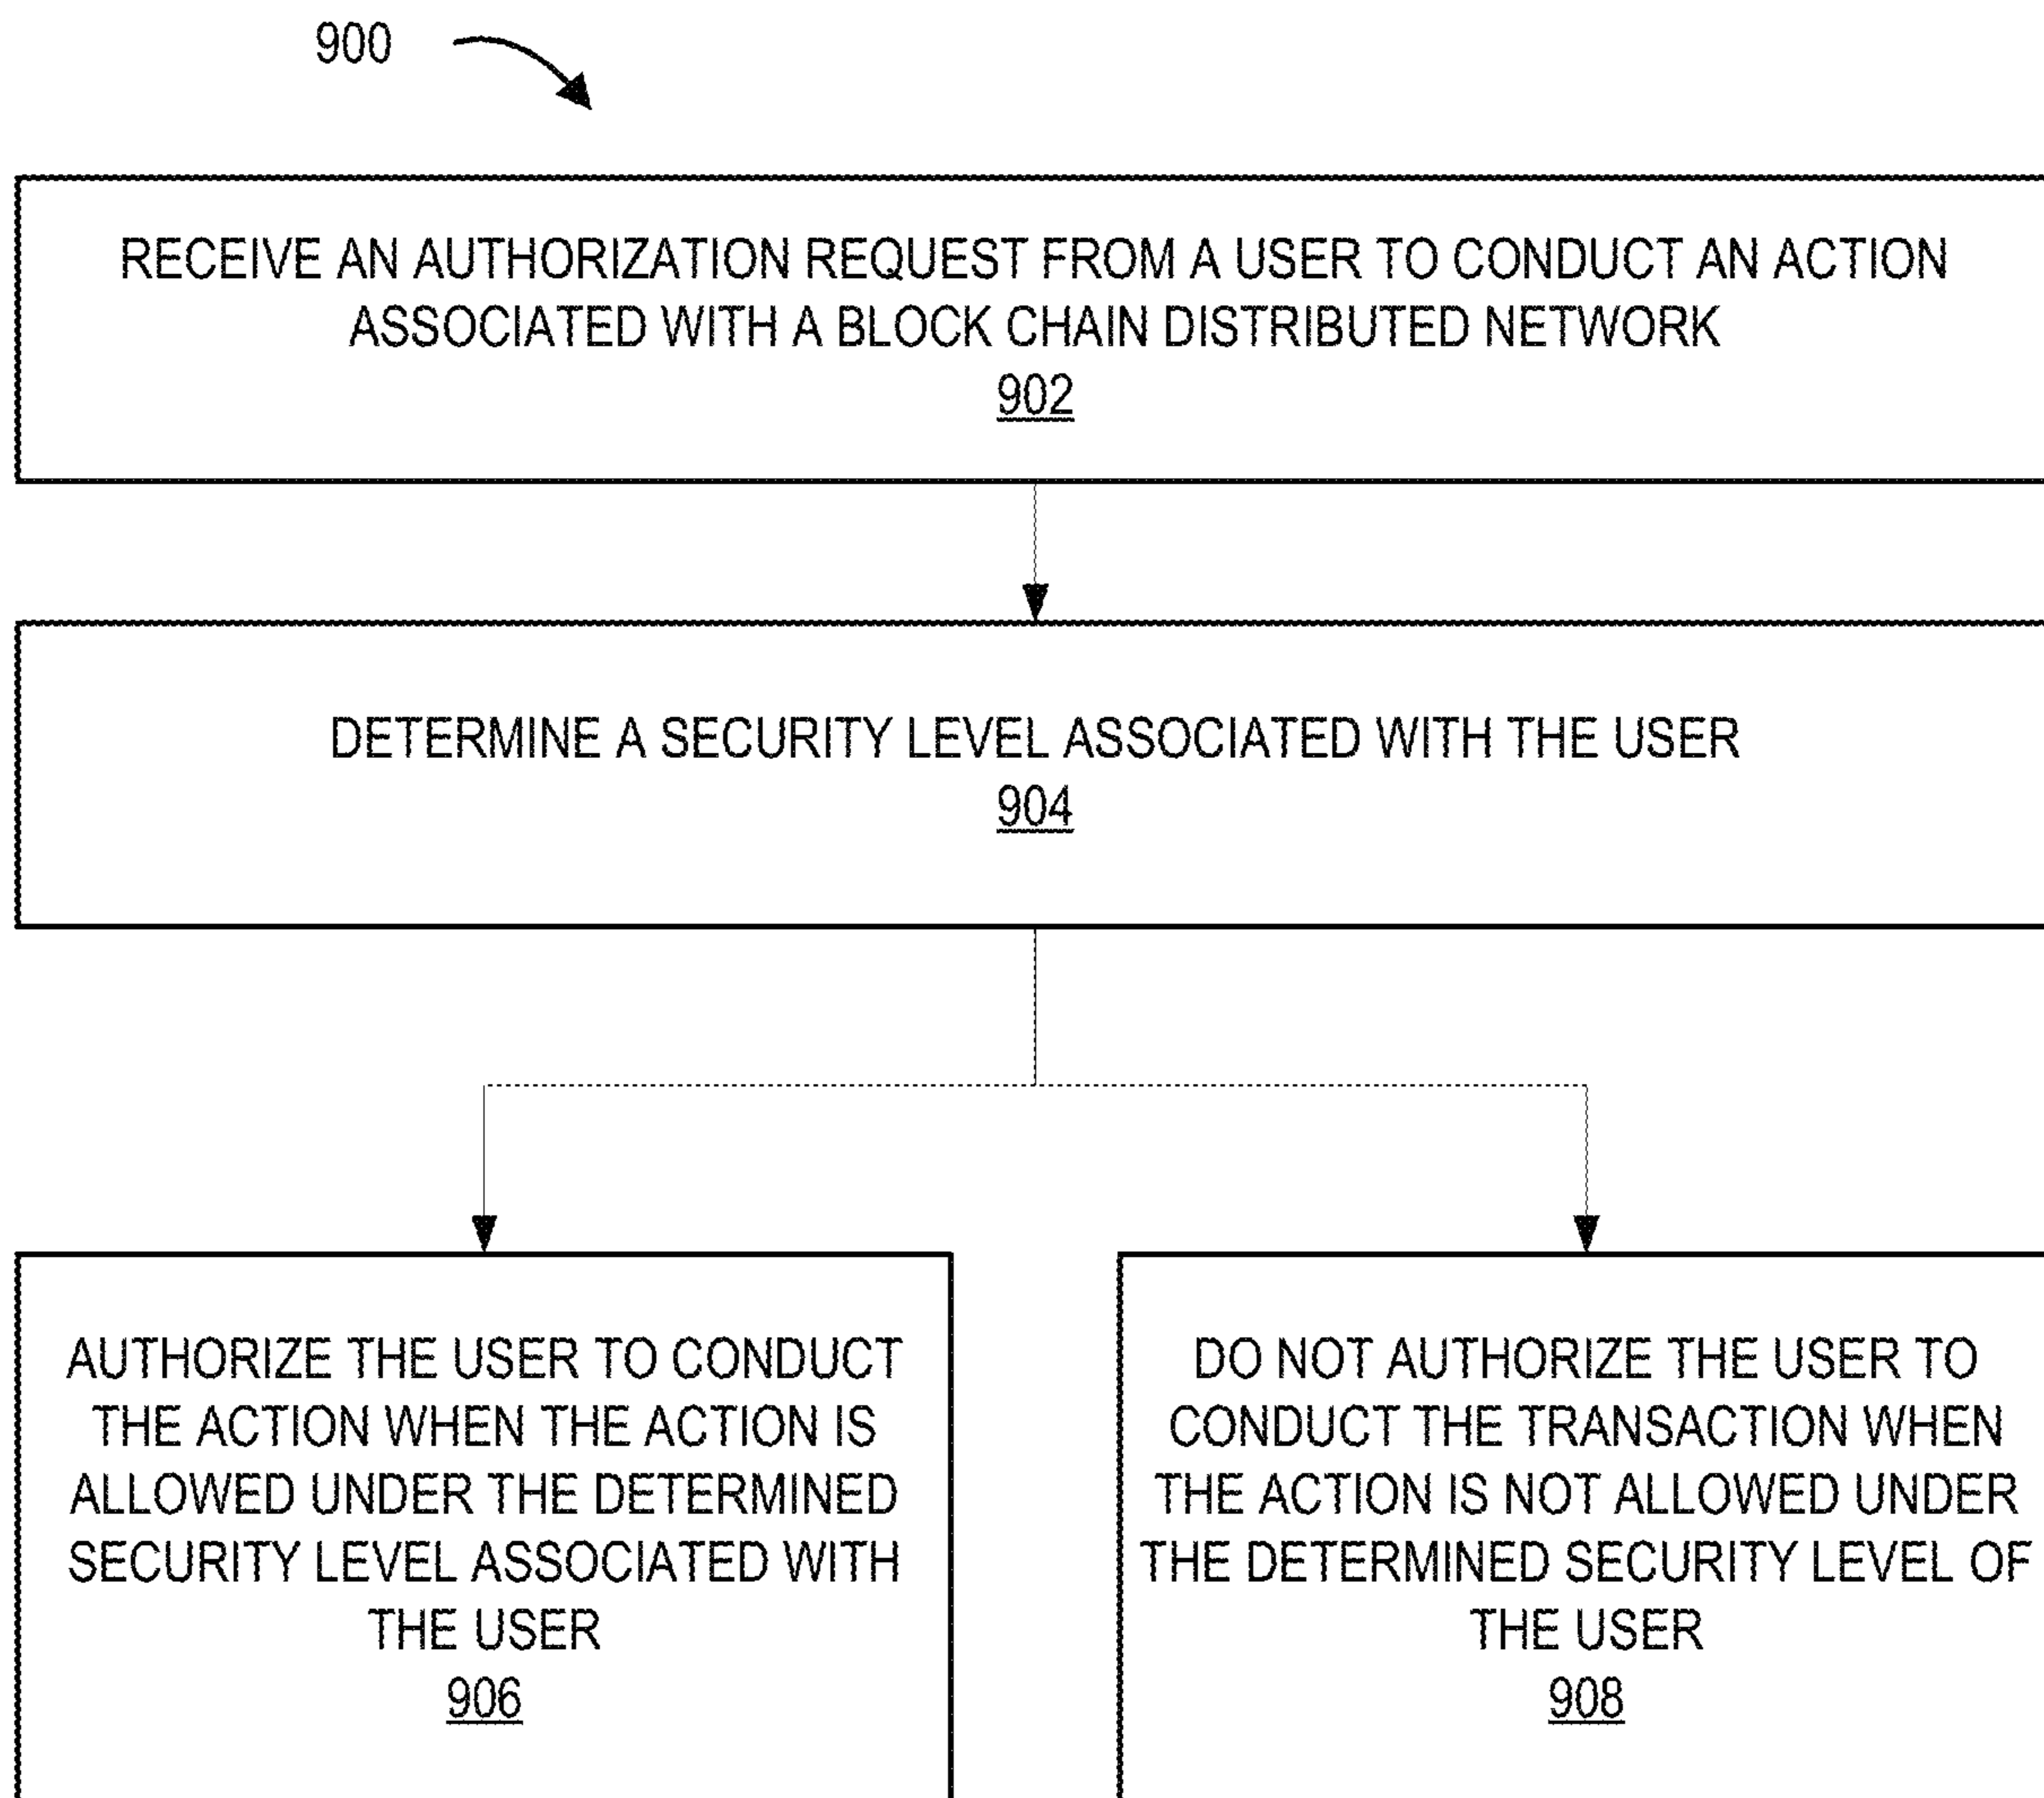 900
RECEIVE AN AUTHORIZATION REQUEST FROM A USER TO CONDUCT AN ACTION
ASSOCIATED WITH A BLOCK CHAIN DISTRIBUTED NETWORK
902
DETERMINE A SECURITY LEVEL ASSOCIATED WITH THE USER
904
AUTHORIZE THE USER TO CONDUCT
THE ACTION WHEN THE ACTION IS
ALLOWED UNDER THE DETERMINED
SECURITY LEVEL ASSOCIATED WITH
THE USER
906
DO NOT AUTHORIZE THE USER TO
CONDUCT THE TRANSACTION WHEN
THE ACTION IS NOT ALLOWED UNDER
THE DETERMINED SECURITY LEVEL OF
THE USER
908